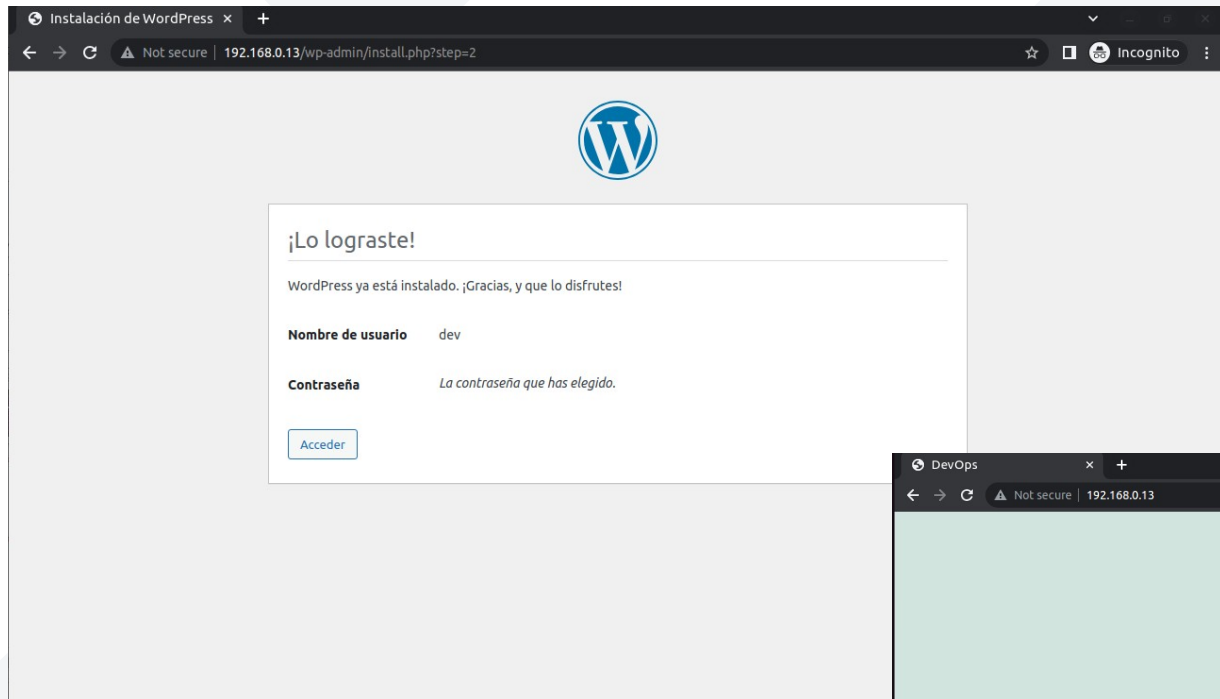 Instalación de WordPress
Not secure | 192.168.0.13/wp-admin/install.php?step=2
Incognito
¡Lo lograste!
WordPress ya está instalado. ¡Gracias, y que lo disfrutes!
Nombre de usuario dev
Contraseña La contraseña que has elegido.
Acceder
DevOps
Not secure | 192.168.0.13